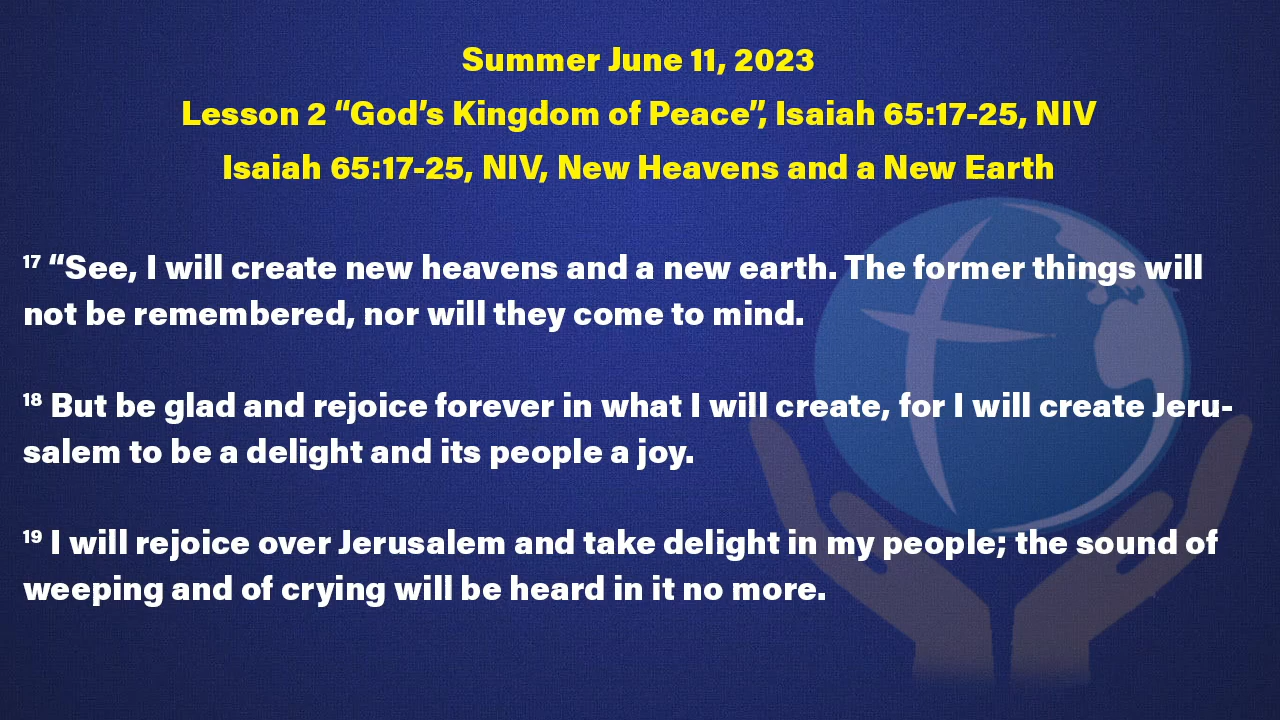 Summer June 11, 2023
Lesson 2 “God’s Kingdom of Peace”, Isaiah 65:17-25, NIV
Isaiah 65:17-25, NIV, New Heavens and a New Earth
17 “See, I will create new heavens and a new earth. The former things will
not be remembered, nor will they come to mind.
18 But be glad and rejoice forever in what I will create, for I will create Jeru-
salem to be a delight and its people a joy.
19 I will rejoice over Jerusalem and take delight in my people; the sound of
weeping and of crying will be heard in it no more.